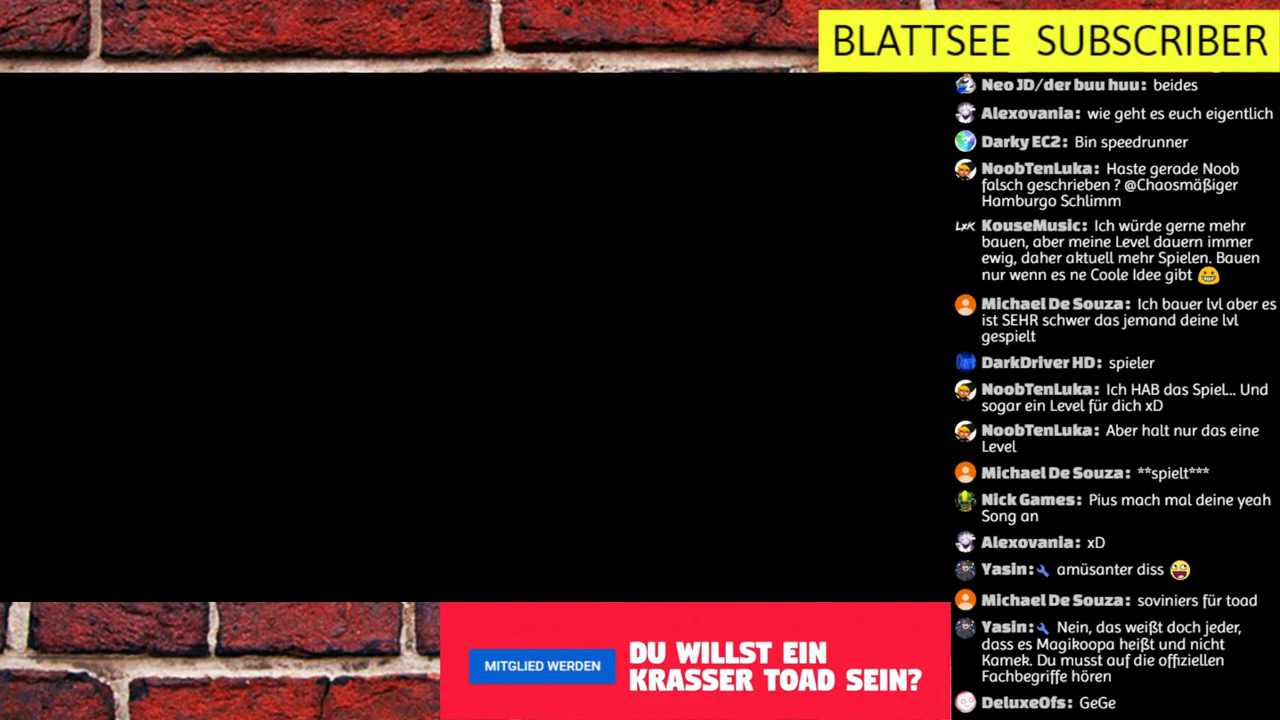 BLATTSEE SUBSCRIBER
Neo JD/der buu huu: beides
Alexovania: wie geht es euch eigentlich
Darky EC2: Bin speedrunner
NoobTenLuka: Haste gerade Noob
falsch geschrieben ? @Chaosmäßiger
Hamburgo Schlimm
LxK KouseMusic: Ich würde gerne mehr
bauen, aber meine Level dauern immer
ewig, daher aktuell mehr Spielen. Bauen
nur wenn es ne Coole Idee gibt
Michael De Souza: Ich bauer lvl aber es
ist SEHR schwer das jemand deine lvl
gespielt
DarkDriver HD: spieler
NoobTenLuka: Ich HAB das Spiel... Und
sogar ein Level für dich xD
NoobTenLuka: Aber halt nur das eine
Level
Michael De Souza: **spielt***
Nick Games: Pius mach mal deine yeah
Song an
Alexovania: xD
Yasin: amüsanter diss
Michael De Souza: soviniers für toad
Yasin: Nein, das weißt doch jeder,
dass es Magikoopa heißt und nicht
Kamek. Du musst auf die offiziellen
Fachbegriffe hören
DeluxeOfs: GeGe
MITGLIED WERDEN
DU WILLST EIN
KRASSER TOAD SEIN?